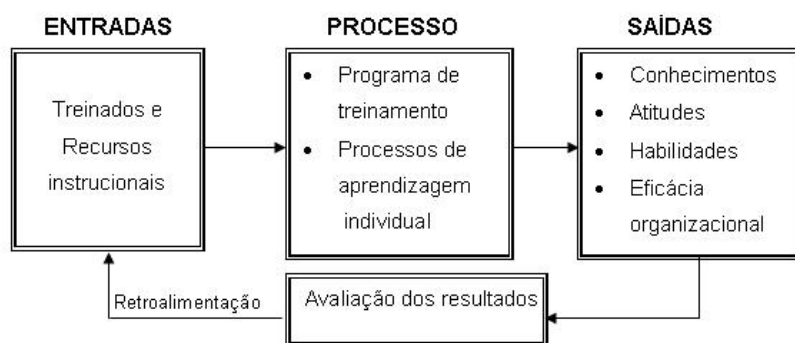 ENTRADAS
Treinados e
Recursos
instrucionais
PROCESSO
• Programa de
treinamento
• Processos de
aprendizagem
individual
SAÍDAS
• Conhecimentos
• Atitudes
• Habilidades
• Eficácia
organizacional
Retroalimentação
Avaliação dos resultados